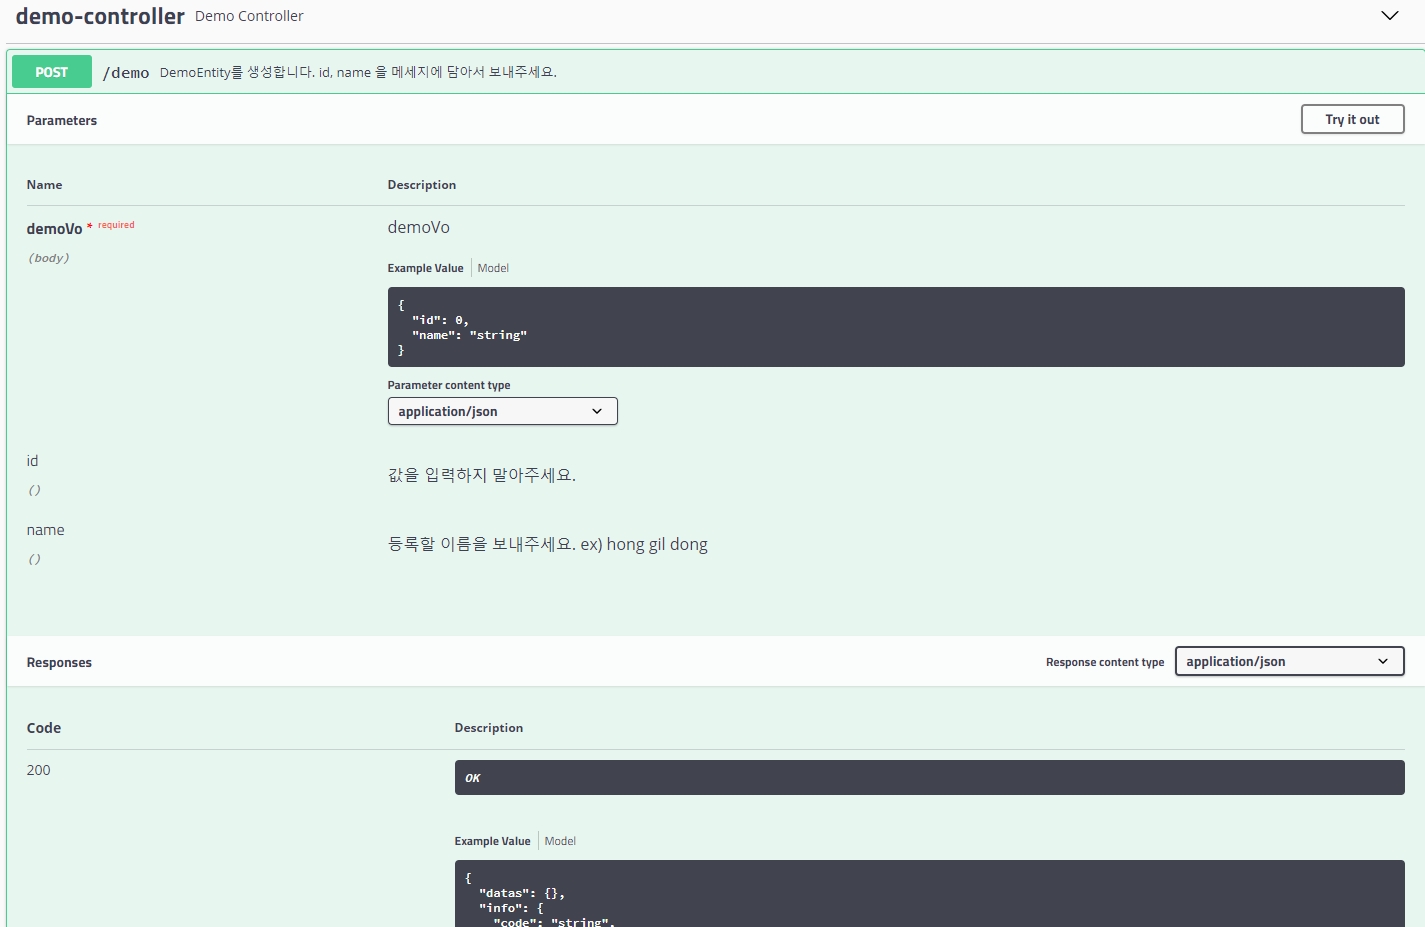 demo-controller Demo Controller
POST /demo DemoEntity를 생성합니다. id, name 을 메세지에 담아서 보내주세요.
Parameters Try it out
Name Description
demoVo * required demoVo
(body)
Example Value Model
{
"id": 0,
"name": "string"
}
Parameter content type
application/json
id
값을 입력하지 말아주세요.
()
name
등록할 이름을 보내주세요. ex) hong gil dong
()
Responses Response content type application/json
Code Description
200 OK
Example Value Model
{
"datas": {},
"info": {
"code": "string",